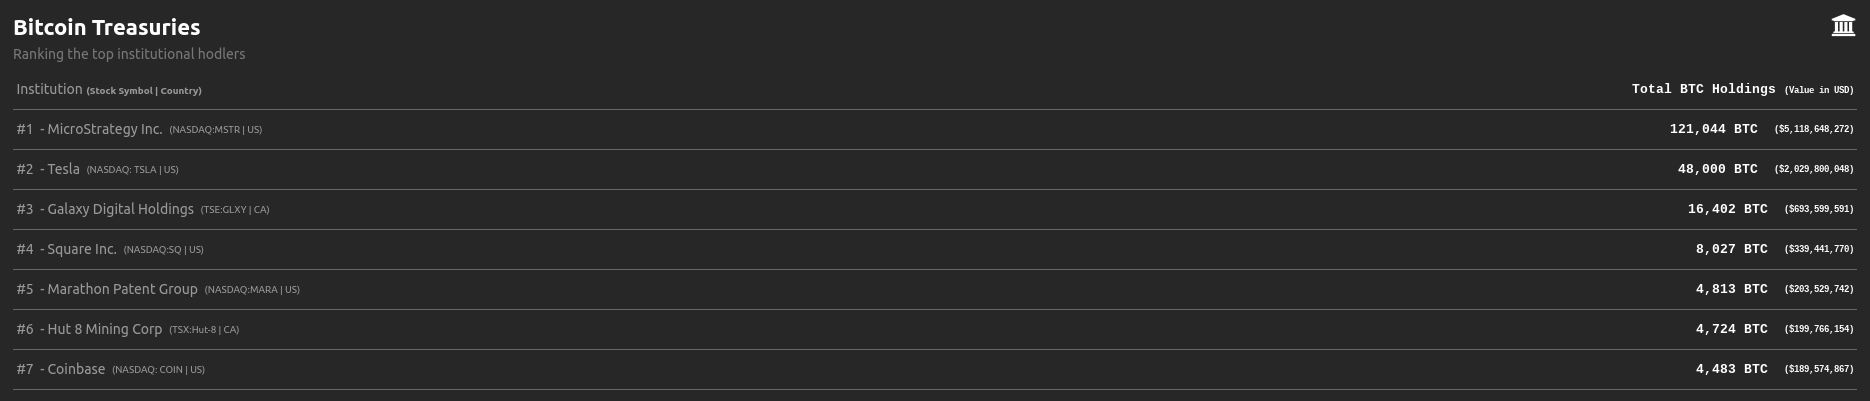 Bitcoin Treasuries
Ranking the top institutional hodlers
Institution (Stock Symbol | Country) Total BTC Holdings (Value in USD)
#1 - MicroStrategy Inc. (NASDAQ:MSTR | US) 121,044 BTC ($5,118,648,272)
#2 - Tesla (NASDAQ: TSLA | US) 48,000 BTC ($2,029,800,048)
#3 - Galaxy Digital Holdings (TSE:GLXY | CA) 16,402 BTC ($693,599,591)
#4 - Square Inc. (NASDAQ:SQ | US) 8,027 BTC ($339,441,770)
#5 - Marathon Patent Group (NASDAQ:MARA | US) 4,813 BTC ($203,529,742)
#6 - Hut 8 Mining Corp (TSX:Hut-8 | CA) 4,724 BTC ($199,766,154)
#7 - Coinbase (NASDAQ: COIN | US) 4,483 BTC ($189,574,867)